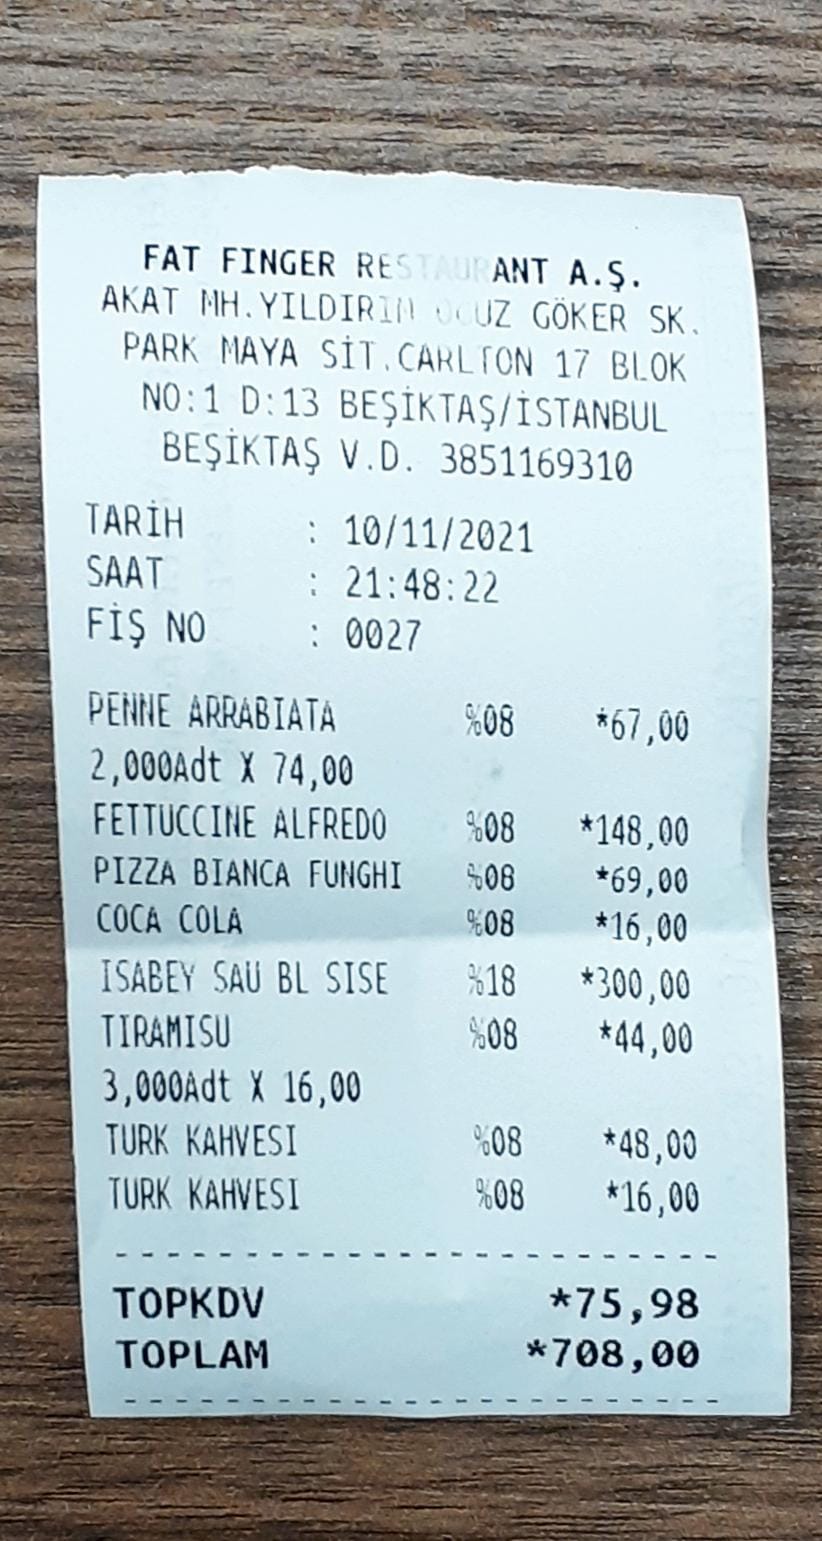 FAT FINGER RESTAURANT A.Ş.
AKAT MH.YILDIRIM GÖKER SK.
PARK MAYA SİT.CARLTON 17 BLOK
NO:1 D:13 BEŞİKTAŞ/İSTANBUL
BEŞİKTAŞ V.D. 3851169310
TARİH : 10/11/2021
SAAT : 21:48:22
FİŞ NO : 0027
PENNE ARRABIATA %08 *67,00
2,000Adt X 74,00
FETTUCCINE ALFREDO %08 *148,00
PIZZA BIANCA FUNGHI %08 *69,00
COCA COLA %08 *16,00
ISABEY SAU BL SISE %18 *300,00
TIRAMISU %08 *44,00
3,000Adt X 16,00
TURK KAHVESI %08 *48,00
TURK KAHVESI %08 *16,00
TOPKDV *75,98
TOPLAM *708,00